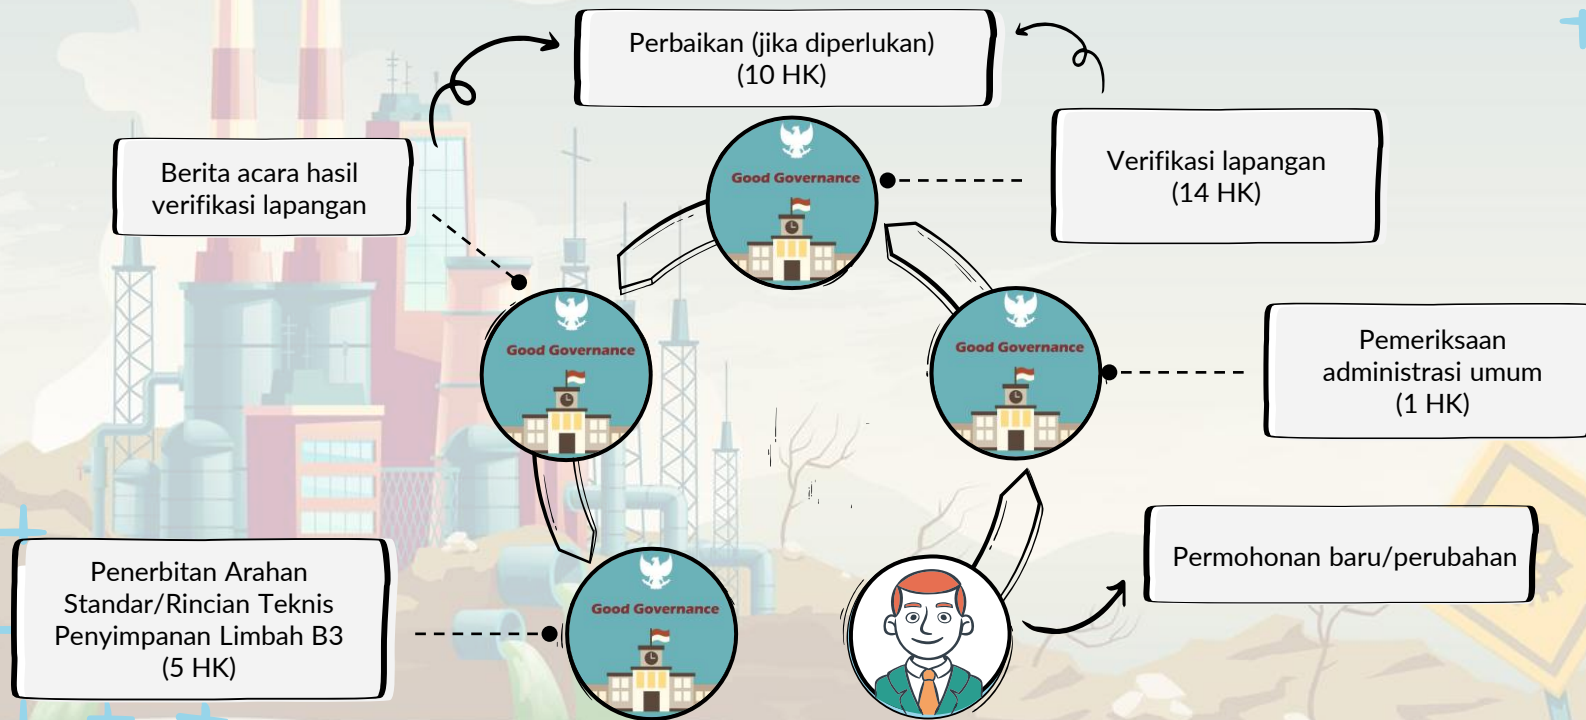 Perbaikan (jika diperlukan)
(10 HK)
Berita acara hasil
verifikasi lapangan
Verifikasi lapangan
(14 HK)
Good Governance
Good Governance
Good Governance
Pemeriksaan
administrasi umum
(1 HK)
Permohonan baru/perubahan
Penerbitan Arahan
Standar/Rincian Teknis
Penyimpanan Limbah B3
(5 HK)
Good Governance